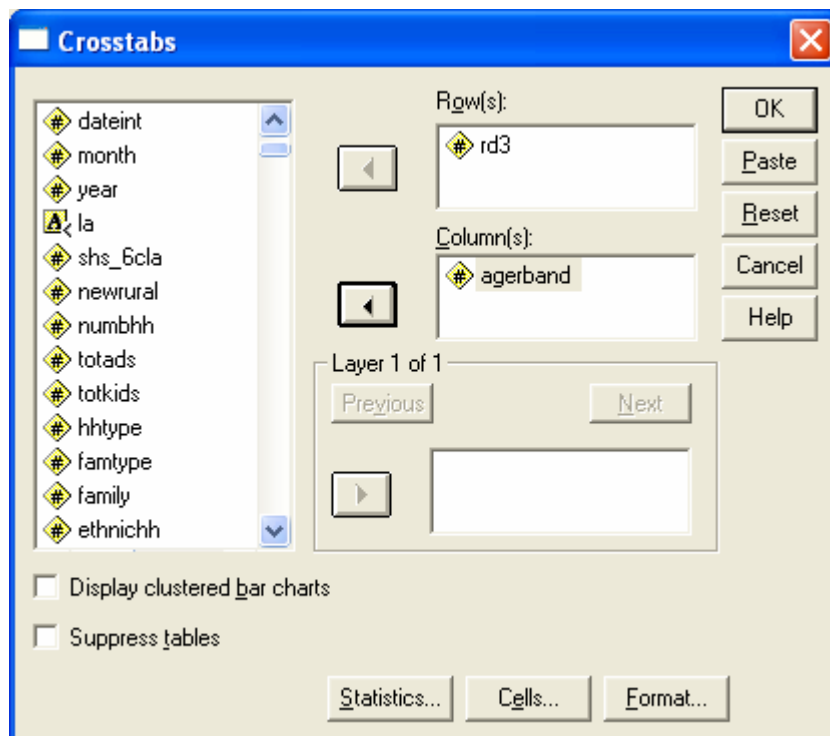 Crosstabs
dateint
month
year
la
shs_6cla
newrural
numbhh
totads
totkids
hhtype
famtype
family
ethnichh
Row(s):
rd3
Column(s):
agerband
Layer 1 of 1
Previous
Next
OK
Paste
Reset
Cancel
Help
Display clustered bar charts
Suppress tables
Statistics...
Cells...
Format...